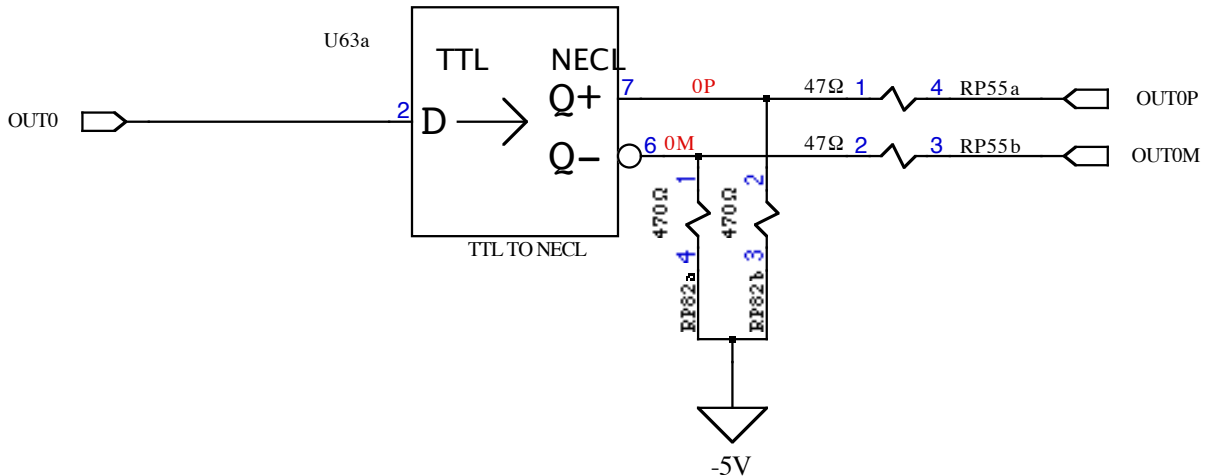 U63a
TTL
NECL
7
0P
47Ω
1
4
RP55a
OUT0P
OUT0
2
D
Q+
Q-
6
0M
47Ω
2
3
RP55b
OUT0M
1
2
470Ω
470Ω
4
3
RP82a
RP82b
TTL TO NECL
-5V